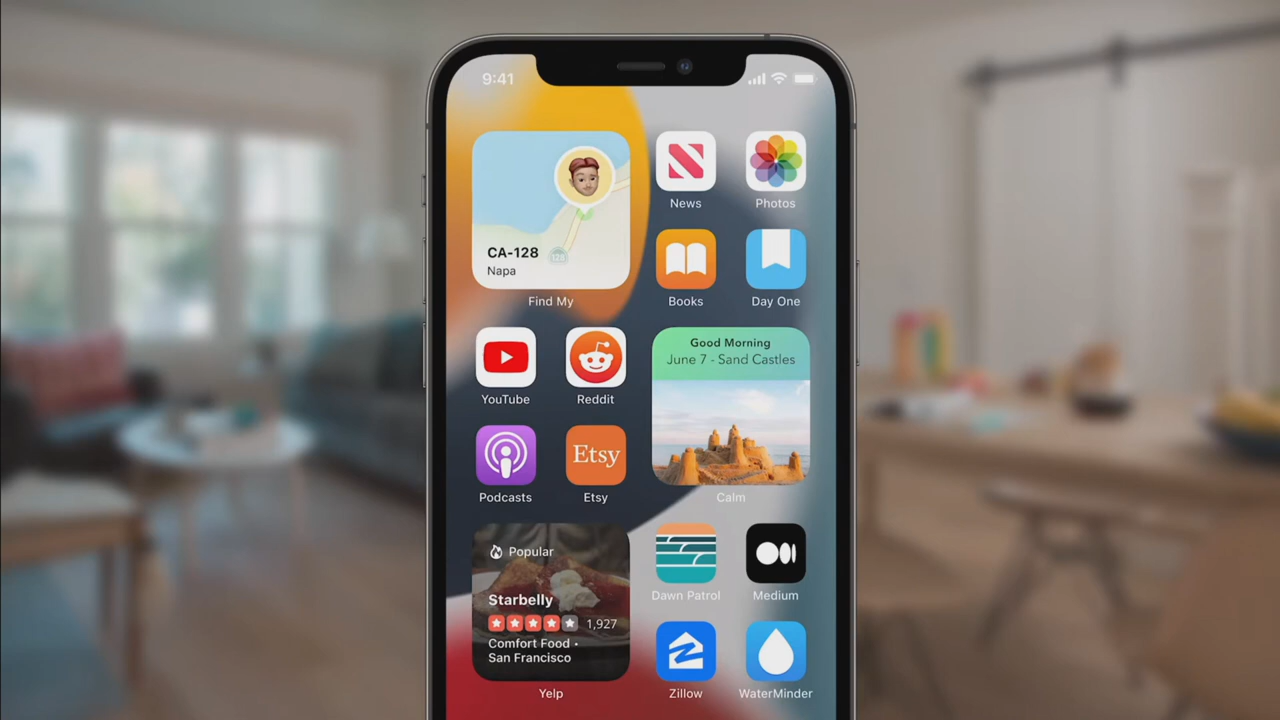 9:41
CA-128
Napa
128
Find My
News
Photos
Books
Day One
YouTube
Reddit
Good Morning
June 7 - Sand Castles
Podcasts
Etsy
Etsy
Calm
Popular
Starbelly
1,927
Comfort Food •
San Francisco
Yelp
Dawn Patrol
Medium
Zillow
WaterMinder